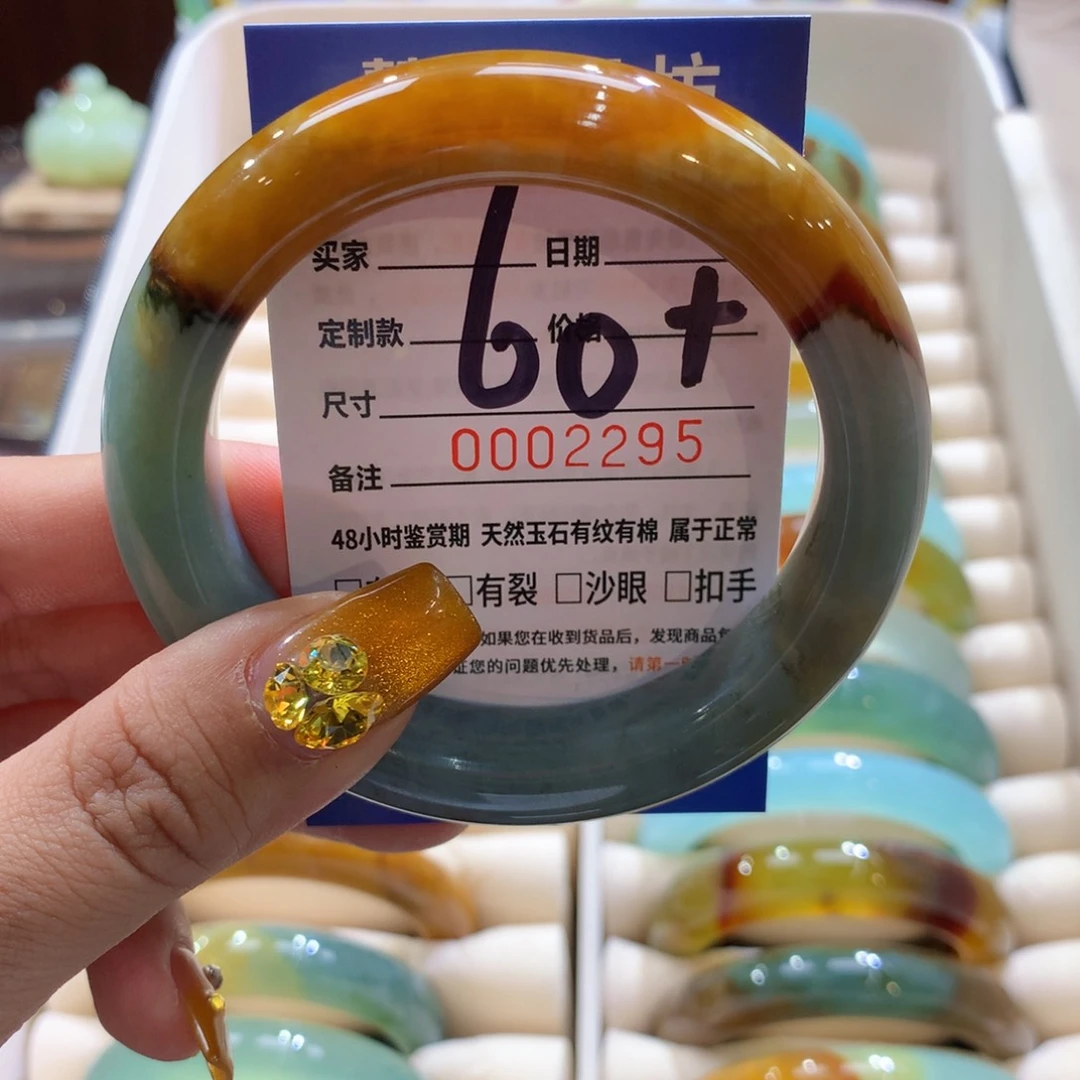 坊
买家 日期
60+
定制款 价格
尺寸
0002295
备注
48小时鉴赏期 天然玉石有纹有棉 属于正常
□有裂 □沙眼 □扣手
如果您在收到货品后，发现商品
证您的问题优先处理，请第一时